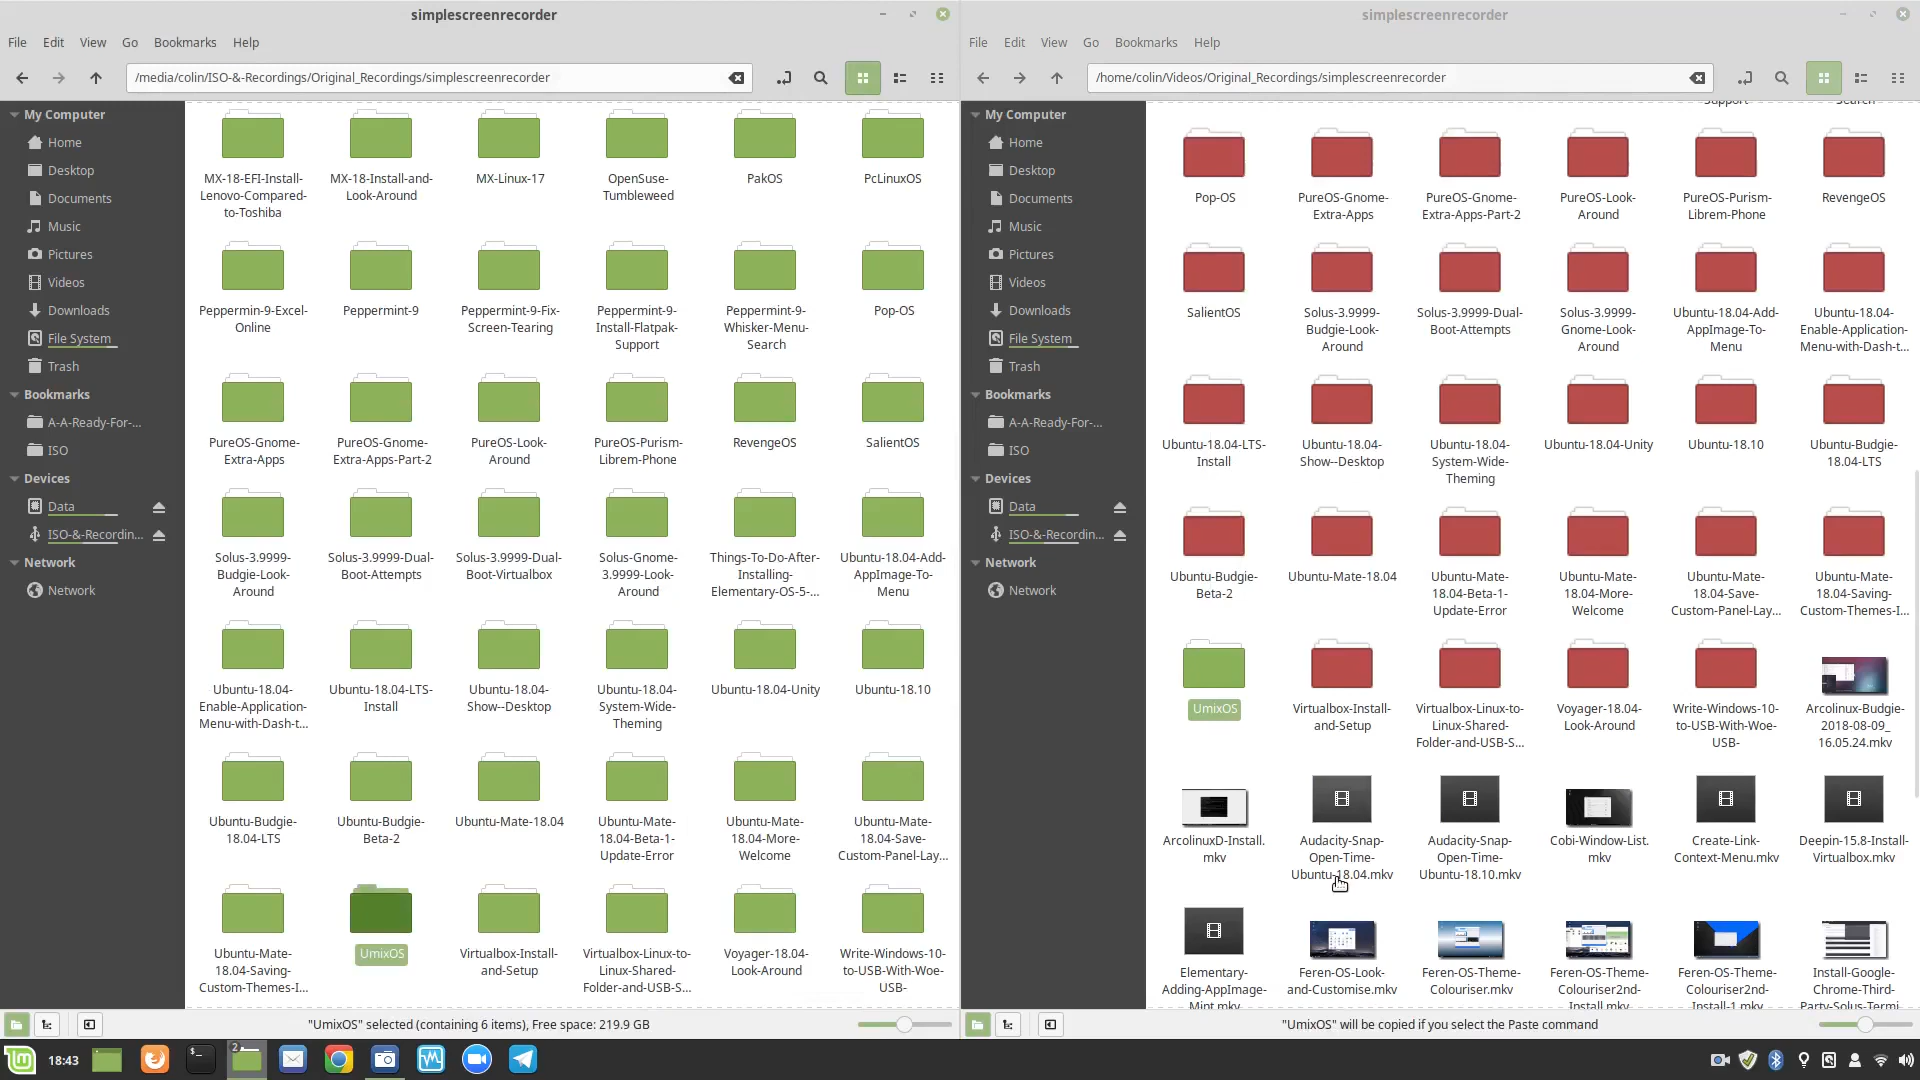 simplescreenrecorder
File Edit View Go Bookmarks Help
/media/colin/ISO-&-Recordings/Original_Recordings/simplescreenrecorder
My Computer
Home
Desktop
Documents
Music
Pictures
Videos
Downloads
File System
Trash
Bookmarks
A-A-Ready-For-...
ISO
Devices
Data
ISO-&-Recordin...
Network
Network
MX-18-EFI-Install-
Lenovo-Compared-
to-Toshiba
MX-18-Install-and-
Look-Around
MX-Linux-17
OpenSuse-
Tumbleweed
PakOS
PcLinuxOS
Peppermin-9-Excel-
Online
Peppermint-9
Peppermint-9-Fix-
Screen-Tearing
Peppermint-9-
Install-Flatpak-
Support
Peppermint-9-
Whisker-Menu-
Search
Pop-OS
PureOS-Gnome-
Extra-Apps
PureOS-Gnome-
Extra-Apps-Part-2
PureOS-Look-
Around
PureOS-Purism-
Librem-Phone
RevengeOS
SalientOS
Solus-3.9999-
Budgie-Look-
Around
Solus-3.9999-Dual-
Boot-Attempts
Solus-3.9999-Dual-
Boot-Virtualbox
Solus-Gnome-
3.9999-Look-
Around
Things-To-Do-After-
Installing-
Elementary-OS-5-...
Ubuntu-18.04-Add-
AppImage-To-
Menu
Ubuntu-18.04-
Enable-Application-
Menu-with-Dash-t...
Ubuntu-18.04-LTS-
Install
Ubuntu-18.04-
Show--Desktop
Ubuntu-18.04-
System-Wide-
Theming
Ubuntu-18.04-Unity
Ubuntu-18.10
Ubuntu-Budgie-
18.04-LTS
Ubuntu-Budgie-
Beta-2
Ubuntu-Mate-18.04
Ubuntu-Mate-
18.04-Beta-1-
Update-Error
Ubuntu-Mate-
18.04-More-
Welcome
Ubuntu-Mate-
18.04-Save-
Custom-Panel-Lay...
Ubuntu-Mate-
18.04-Saving-
Custom-Themes-I...
UmixOS
Virtualbox-Install-
and-Setup
Virtualbox-Linux-to-
Linux-Shared-
Folder-and-USB-S...
Voyager-18.04-
Look-Around
Write-Windows-10-
to-USB-With-Woe-
USB-
"UmixOS" selected (containing 6 items), Free space: 219.9 GB
simplescreenrecorder
File Edit View Go Bookmarks Help
/home/colin/Videos/Original_Recordings/simplescreenrecorder
My Computer
Home
Desktop
Documents
Music
Pictures
Videos
Downloads
File System
Trash
Bookmarks
A-A-Ready-For-...
ISO
Devices
Data
ISO-&-Recordin...
Network
Network
Support
Search
Pop-OS
PureOS-Gnome-
Extra-Apps
PureOS-Gnome-
Extra-Apps-Part-2
PureOS-Look-
Around
PureOS-Purism-
Librem-Phone
RevengeOS
SalientOS
Solus-3.9999-
Budgie-Look-
Around
Solus-3.9999-Dual-
Boot-Attempts
Solus-3.9999-
Gnome-Look-
Around
Ubuntu-18.04-Add-
AppImage-To-
Menu
Ubuntu-18.04-
Enable-Application-
Menu-with-Dash-t...
Ubuntu-18.04-LTS-
Install
Ubuntu-18.04-
Show--Desktop
Ubuntu-18.04-
System-Wide-
Theming
Ubuntu-18.04-Unity
Ubuntu-18.10
Ubuntu-Budgie-
18.04-LTS
Ubuntu-Budgie-
Beta-2
Ubuntu-Mate-18.04
Ubuntu-Mate-
18.04-Beta-1-
Update-Error
Ubuntu-Mate-
18.04-More-
Welcome
Ubuntu-Mate-
18.04-Save-
Custom-Panel-Lay...
Ubuntu-Mate-
18.04-Saving-
Custom-Themes-I...
UmixOS
Virtualbox-Install-
and-Setup
Virtualbox-Linux-to-
Linux-Shared-
Folder-and-USB-S...
Voyager-18.04-
Look-Around
Write-Windows-10-
to-USB-With-Woe-
USB-
Arcolinux-Budgie-
2018-08-09_
16.05.24.mkv
ArcolinuxD-Install.
mkv
Audacity-Snap-
Open-Time-
Ubuntu-18.04.mkv
Audacity-Snap-
Open-Time-
Ubuntu-18.10.mkv
Cobi-Window-List.
mkv
Create-Link-
Context-Menu.mkv
Deepin-15.8-Install-
Virtualbox.mkv
Elementary-
Adding-AppImage-
Mint.mkv
Feren-OS-Look-
and-Customise.mkv
Feren-OS-Theme-
Colouriser.mkv
Feren-OS-Theme-
Colouriser2nd-
Install.mkv
Feren-OS-Theme-
Colouriser2nd-
Install-1.mkv
Install-Google-
Chrome-Third-
Party-Solus-Termi...
"UmixOS" will be copied if you select the Paste command
18:43
2